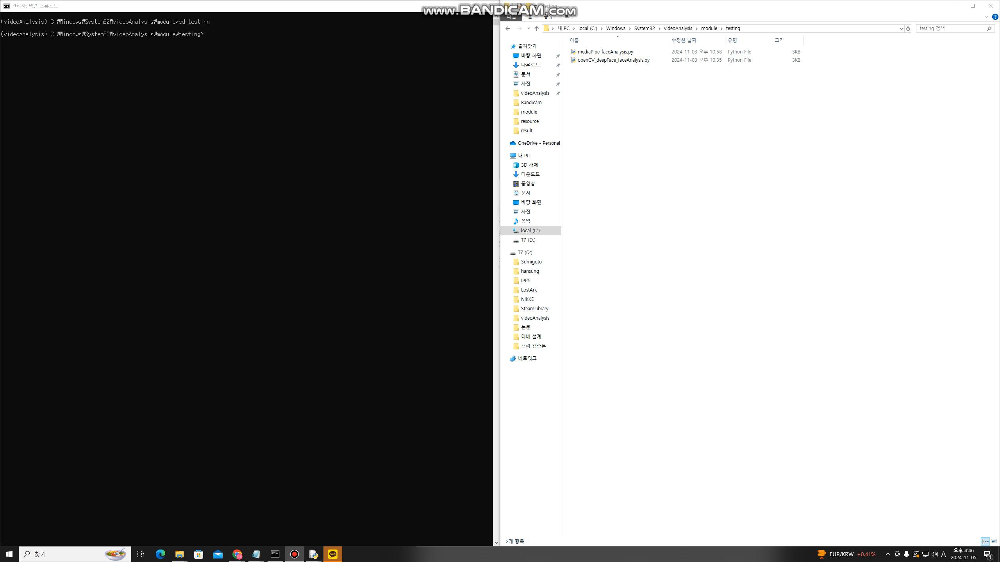 관리자: 명령 프롬프트
(videoAnalysis) C:₩Windows₩System32₩videoAnalysis₩module>cd testing
(videoAnalysis) C:₩Windows₩System32₩videoAnalysis₩module₩testing>
www.BANDICAM.com
testing
파일 홈 공유 보기
내 PC › local (C:) › Windows › System32 › videoAnalysis › module › testing
testing 검색
이름 수정한 날짜 유형 크기
mediaPipe_faceAnalysis.py 2024-11-03 오후 10:58 Python File 3KB
openCV_deepFace_faceAnalysis.py 2024-11-03 오후 10:35 Python File 3KB
즐겨찾기
바탕 화면
다운로드
문서
사진
videoAnalysis
Bandicam
module
resource
result
OneDrive - Personal
내 PC
3D 개체
다운로드
동영상
문서
바탕 화면
사진
음악
local (C:)
T7 (D:)
T7 (D:)
3dmigoto
hansung
IPPS
LostArk
NIKKE
SteamLibrary
videoAnalysis
논문
데베 설계
프리 캡스톤
네트워크
2개 항목
찾기
TALK
EUR/KRW +0.41%
A
오후 4:46
2024-11-05
1